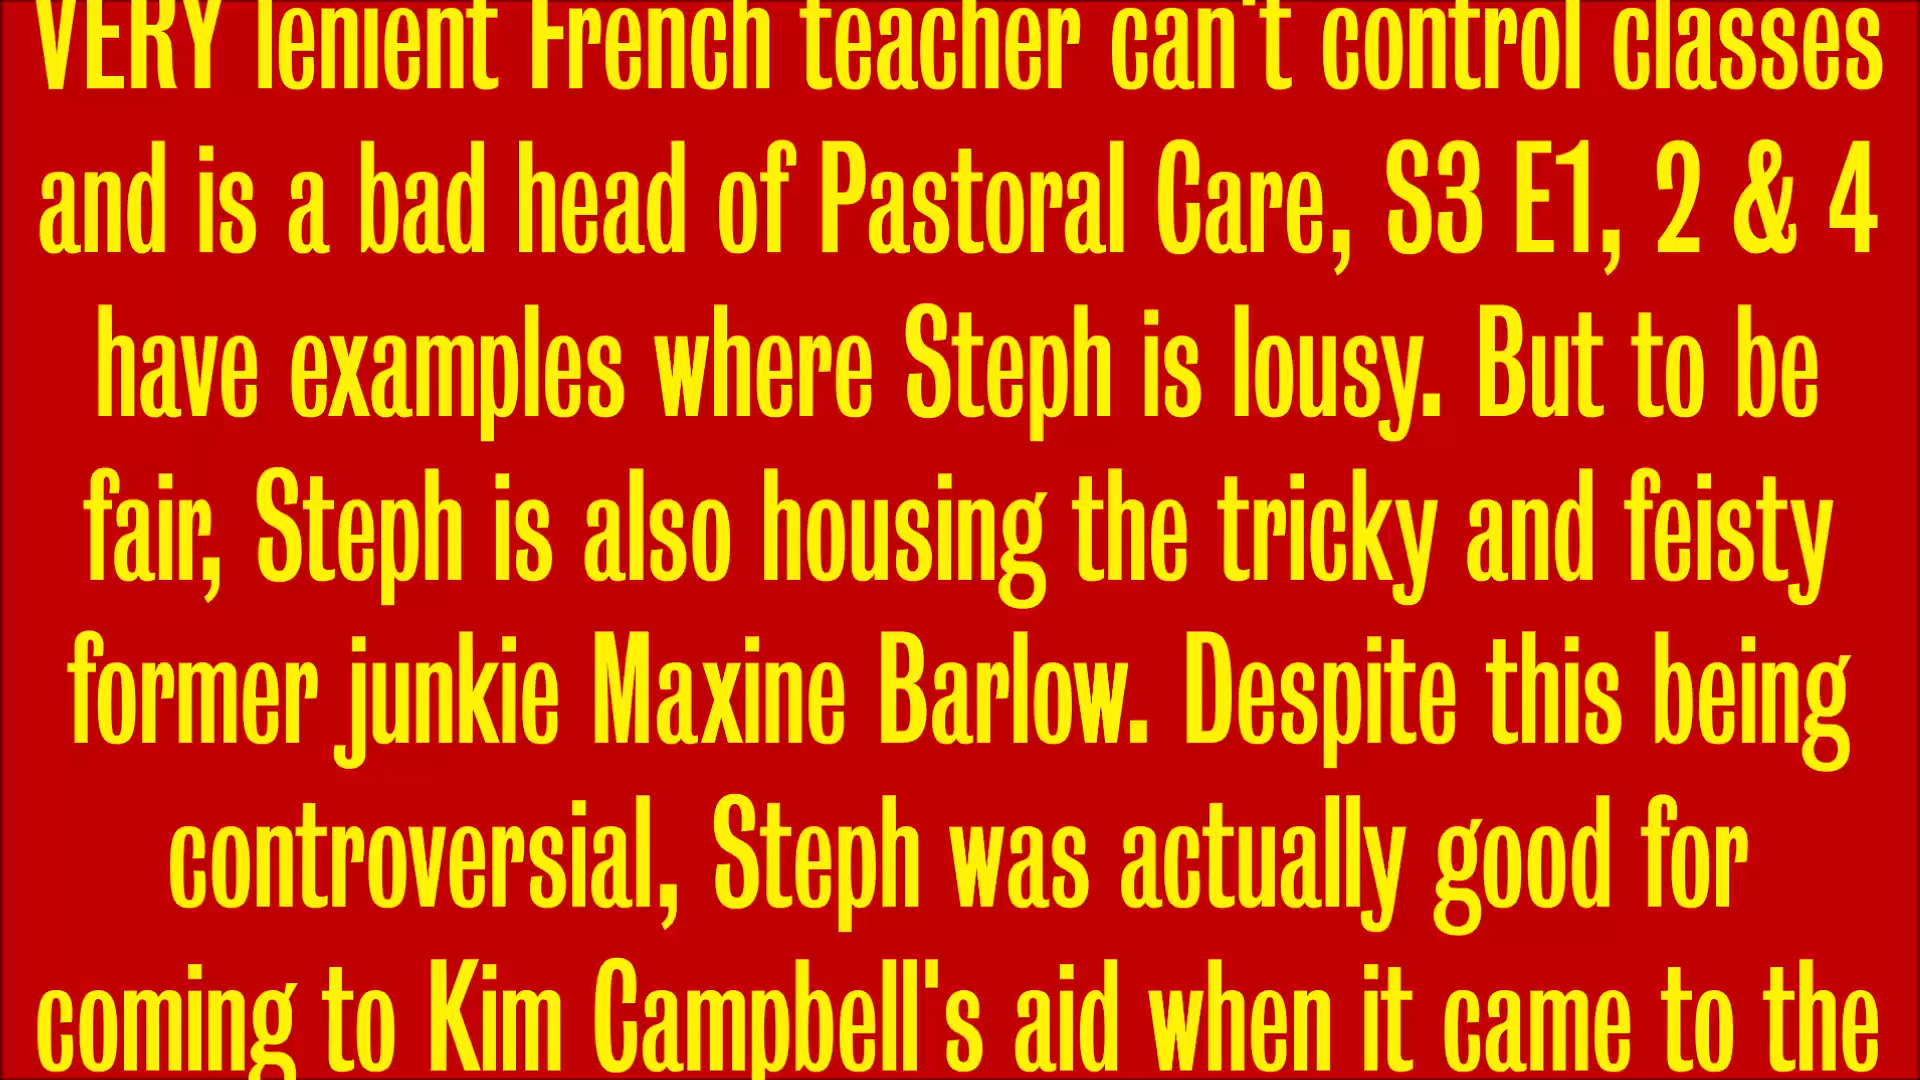 VERY lenient French teacher can't control classes
and is a bad head of Pastoral Care, S3 E1, 2 & 4
have examples where Steph is lousy. But to be
fair, Steph is also housing the tricky and feisty
former junkie Maxine Barlow. Despite this being
controversial, Steph was actually good for
coming to Kim Campbell's aid when it came to the